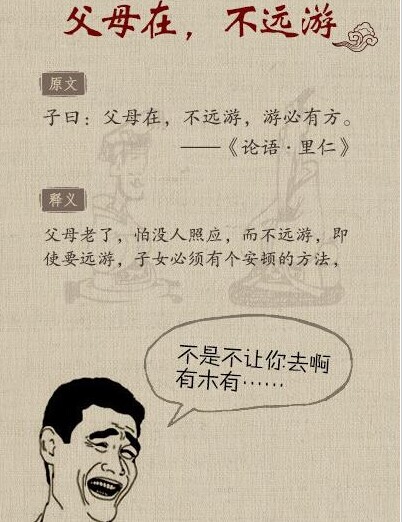 父母在，不远游
原文
子曰：父母在，不远游，游必有方。
——《论语·里仁》
释义
父母老了，怕没人照应，而不远游，即
使要远游，子女必须有个安顿的方法，
不是不让你去啊
有木有……